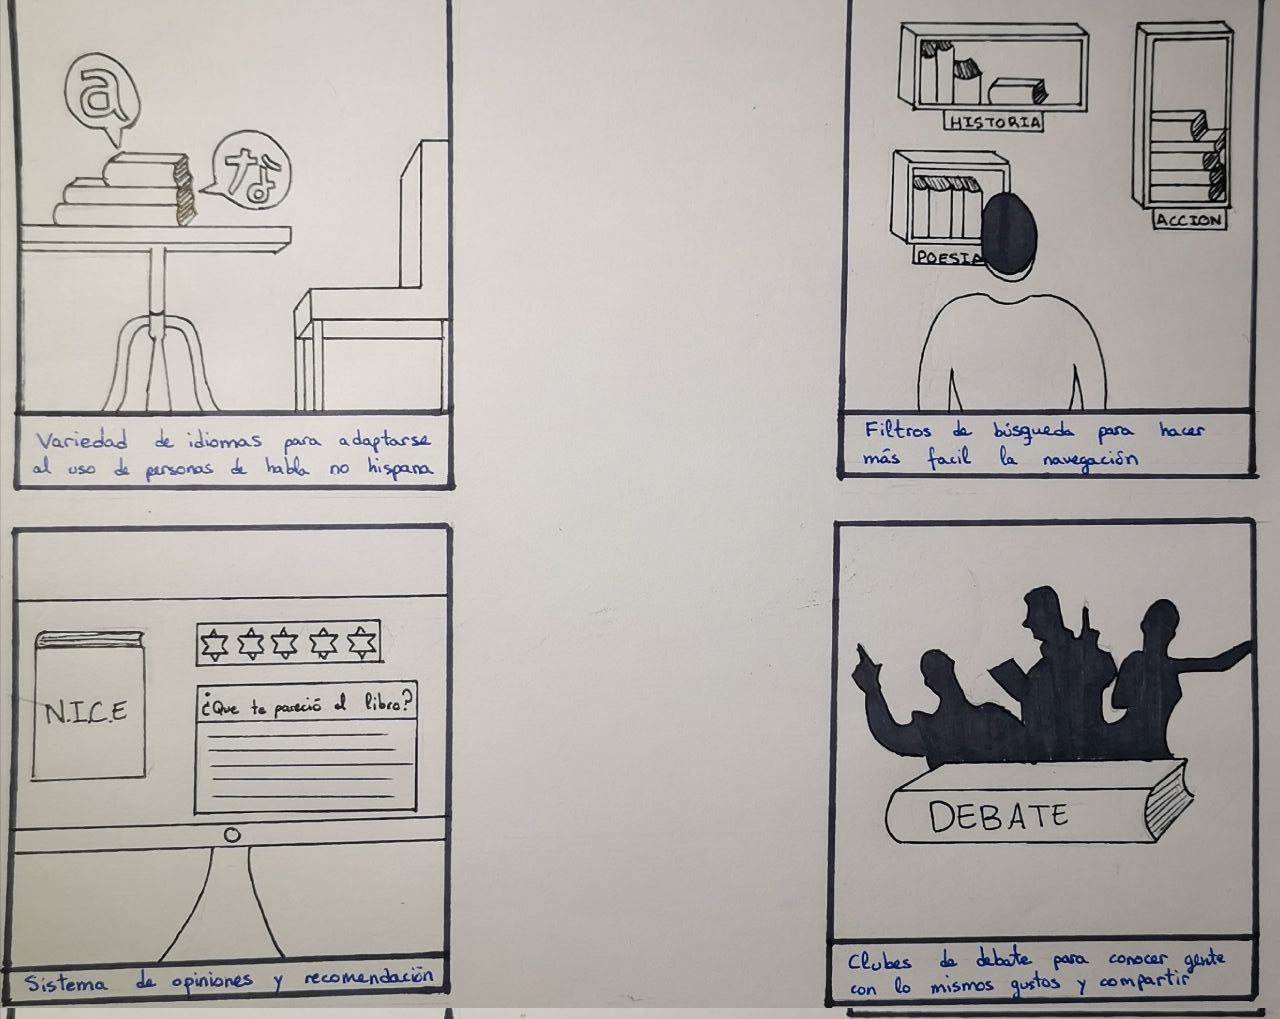 a
な
Variedad de idiomas para adaptarse
al uso de personas de habla no hispana
HISTORIA
ACCION
POESIA
Filtros de búsqueda para hacer
más facil la navegación
N.I.C.E
¿Que te pareció el libro?
Sistema de opiniones y recomendación
DEBATE
Clubes de debate para conocer gente
con lo mismos gustos y compartir